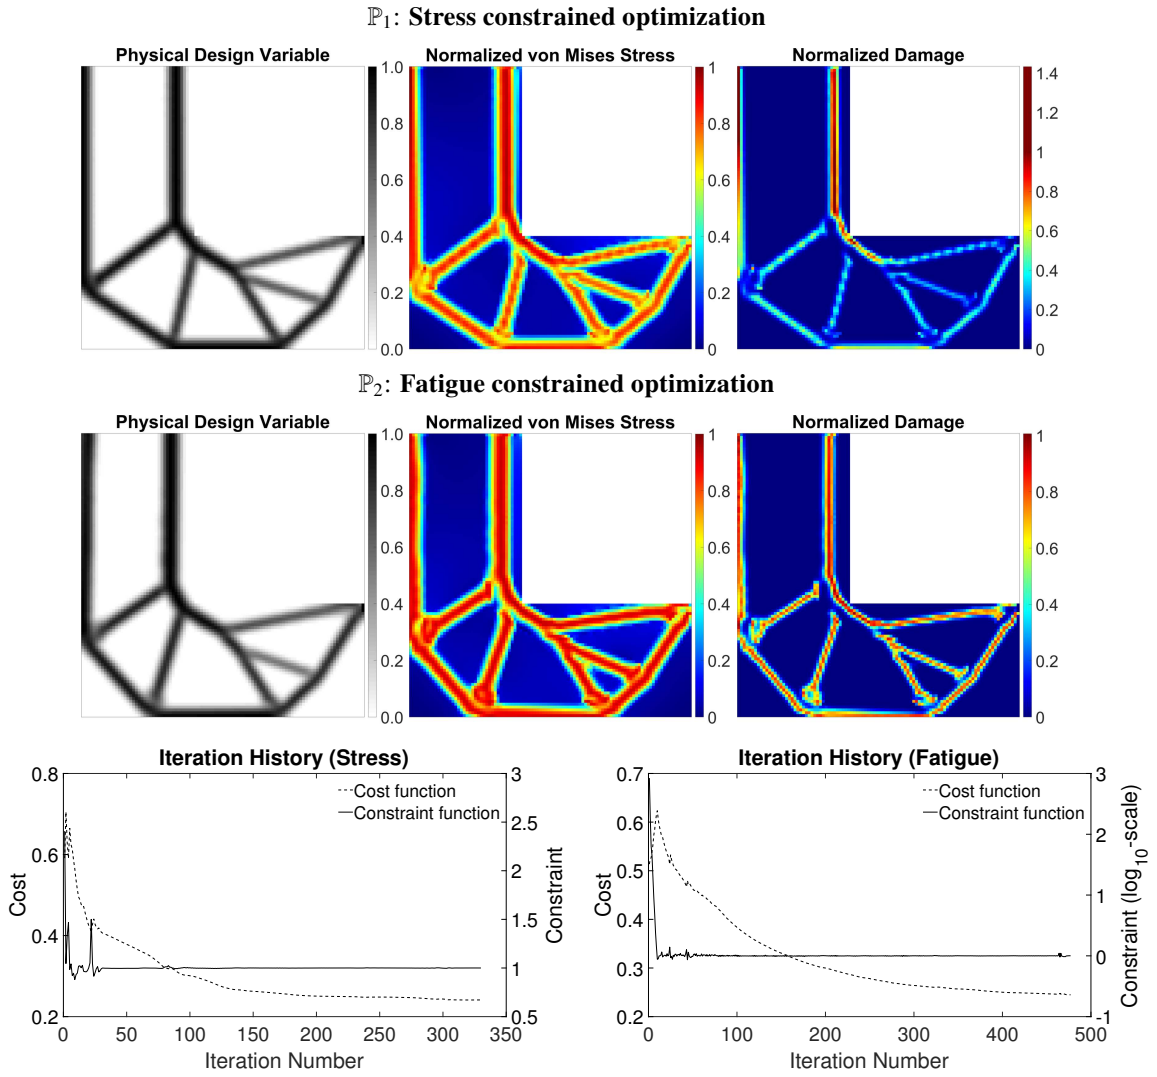 ℙ₁: Stress constrained optimization
Physical Design Variable
1.0
0.8
0.6
0.4
0.2
0.0
Normalized von Mises Stress
1
0.8
0.6
0.4
0.2
0
Normalized Damage
1.4
1.2
1
0.8
0.6
0.4
0.2
0
ℙ₂: Fatigue constrained optimization
Physical Design Variable
1.0
0.8
0.6
0.4
0.2
0.0
Normalized von Mises Stress
1
0.8
0.6
0.4
0.2
0
Normalized Damage
1
0.8
0.6
0.4
0.2
0
Iteration History (Stress)
Cost function
Constraint function
Cost
0.8
0.6
0.4
0.2
3
2.5
2
1.5
1
0.5
Constraint
0 50 100 150 200 250 300 350
Iteration Number
Iteration History (Fatigue)
Cost function
Constraint function
Cost
0.7
0.6
0.5
0.4
0.3
0.2
3
2
1
0
-1
Constraint (log₁₀-scale)
0 100 200 300 400 500
Iteration Number